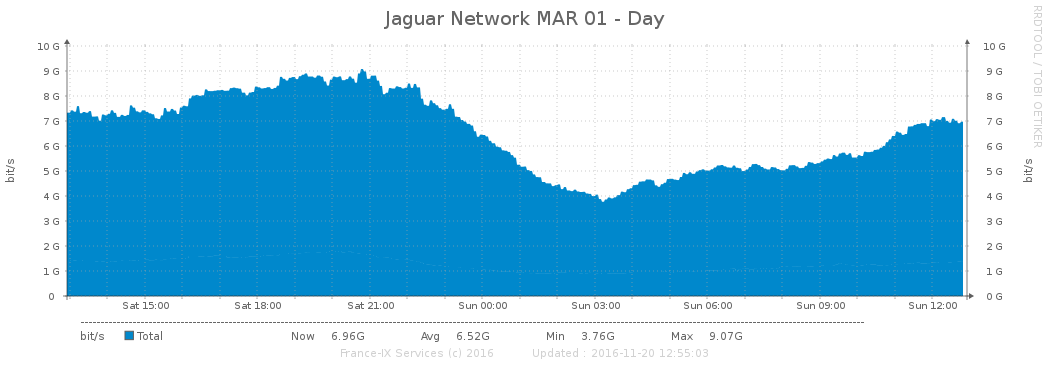 Jaguar Network MAR 01 - Day
RRDTOOL / TOBI OETIKER
10 G 10 G
9 G 9 G
8 G 8 G
7 G 7 G
6 G 6 G
5 G 5 G
4 G 4 G
3 G 3 G
2 G 2 G
1 G 1 G
0 0 G
bit/s
bit/s
Sat 15:00 Sat 18:00 Sat 21:00 Sun 00:00 Sun 03:00 Sun 06:00 Sun 09:00 Sun 12:00
bit/s Total Now 6.96G Avg 6.52G Min 3.76G Max 9.07G
France-IX Services (c) 2016 Updated : 2016-11-20 12:55:03